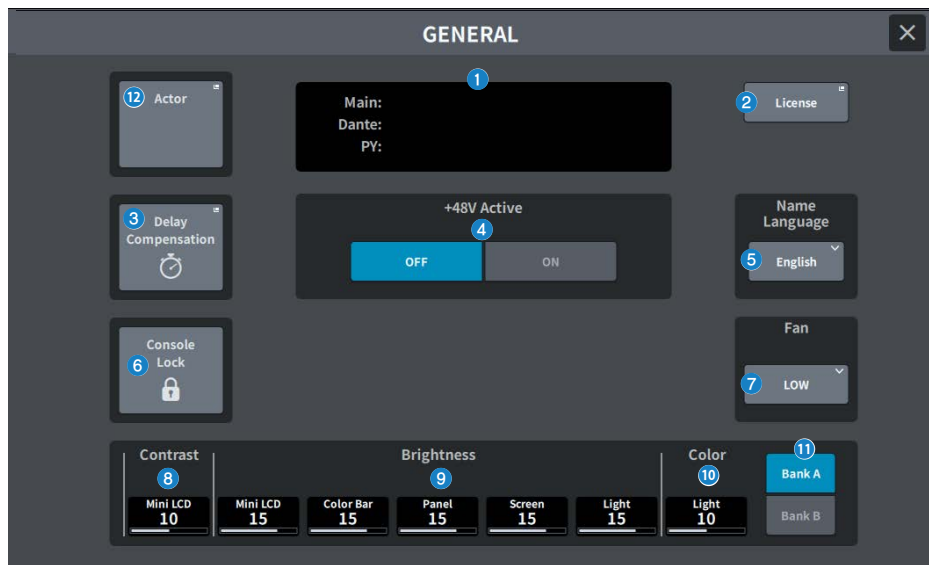 GENERAL
1
12 Actor
Main:
Dante:
PY:
2 License
3 Delay
Compensation
+48V Active
4
OFF ON
Name
Language
5 English
Console
6 Lock
Fan
7 LOW
Contrast
8
Brightness
9
Color
10
11
Bank A
Bank B
Mini LCD
10
Mini LCD
15
Color Bar
15
Panel
15
Screen
15
Light
15
Light
10